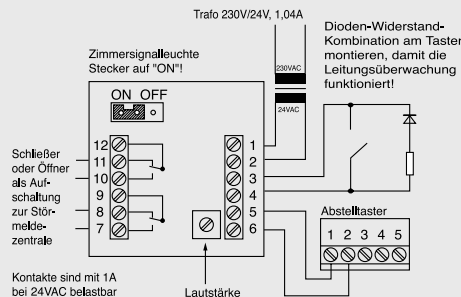 Trafo 230V/24V, 1,04A
Dioden-Widerstand-
Kombination am Taster
montieren, damit die
Leitungsüberwachung
funktioniert!
Zimmersignalleuchte
Stecker auf "ON"!
230VAC
24VAC
ON OFF
12
11
10
9
8
7
1
2
3
4
5
6
Schließer
oder Öffner
als Auf-
schaltung
zur Stör-
melde-
zentrale
Abstelltaster
1 2 3 4 5
Kontakte sind mit 1A
bei 24VAC belastbar
Lautstärke